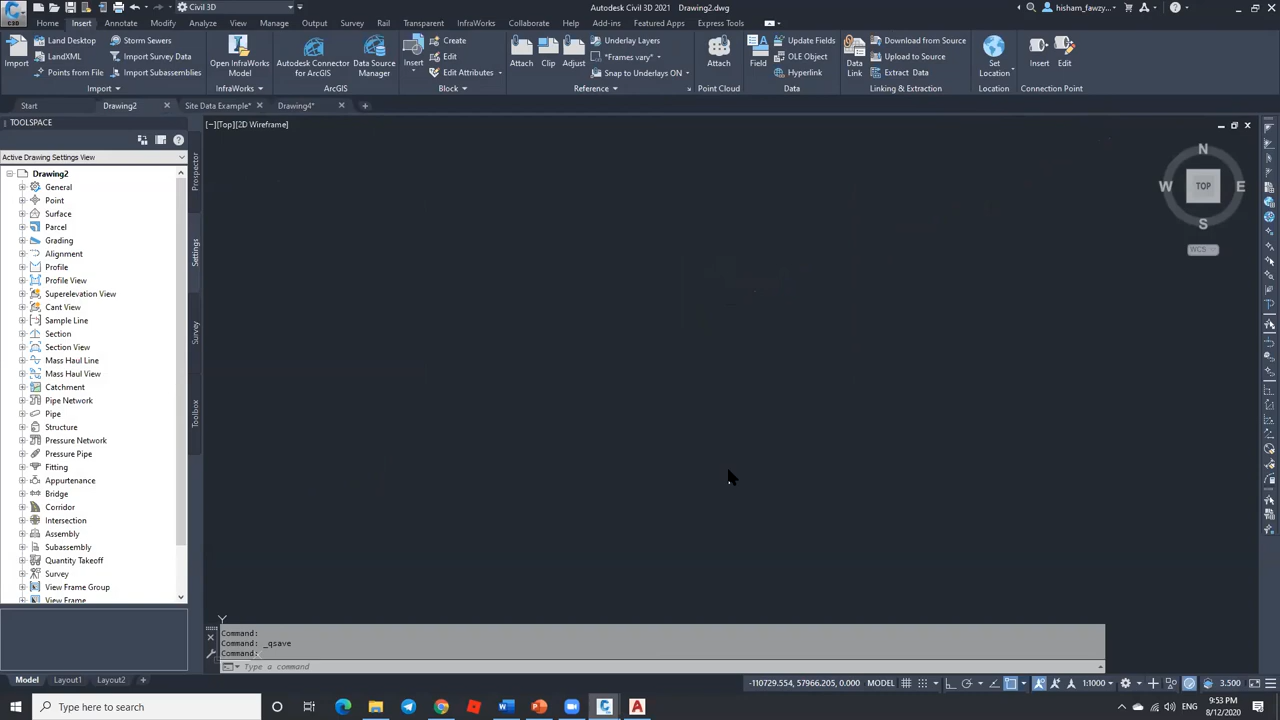 Civil 3D
Autodesk Civil 3D 2021 Drawing2.dwg
hisham_fawzy...
Home Insert Annotate Modify Analyze View Manage Output Survey Rail Transparent InfraWorks Collaborate Help Add-ins Featured Apps Express Tools
Import
Land Desktop
LandXML
Points from File
Storm Sewers
Import Survey Data
Import Subassemblies
Open InfraWorks
Model
Autodesk Connector
for ArcGIS
Data Source
Manager
Insert
Create
Edit
Edit Attributes
Attach Clip Adjust
Underlay Layers
*Frames vary*
Snap to Underlays ON
Attach
Field
Update Fields
OLE Object
Hyperlink
Data
Link
Download from Source
Upload to Source
Extract Data
Set
Location
Insert Edit
Import InfraWorks ArcGIS Block Reference Point Cloud Data Linking & Extraction Location Connection Point
Start Drawing2 Site Data Example* Drawing4*
TOOLSPACE
Active Drawing Settings View
Drawing2
General
Point
Surface
Parcel
Grading
Alignment
Profile
Profile View
Superelevation View
Cant View
Sample Line
Section
Section View
Mass Haul Line
Mass Haul View
Catchment
Pipe Network
Pipe
Structure
Pressure Network
Pressure Pipe
Fitting
Appurtenance
Bridge
Corridor
Intersection
Assembly
Subassembly
Quantity Takeoff
Survey
View Frame Group
View Frame
Prospector
Settings
Survey
Toolbox
[−][Top][2D Wireframe]
N
W TOP E
S
WCS
Y
Command:
Command: _qsave
Command:
Type a command
Model Layout1 Layout2
-110729.554, 57966.205, 0.000 MODEL 1:1000 3.500
Type here to search
9:53 PM
8/12/2020